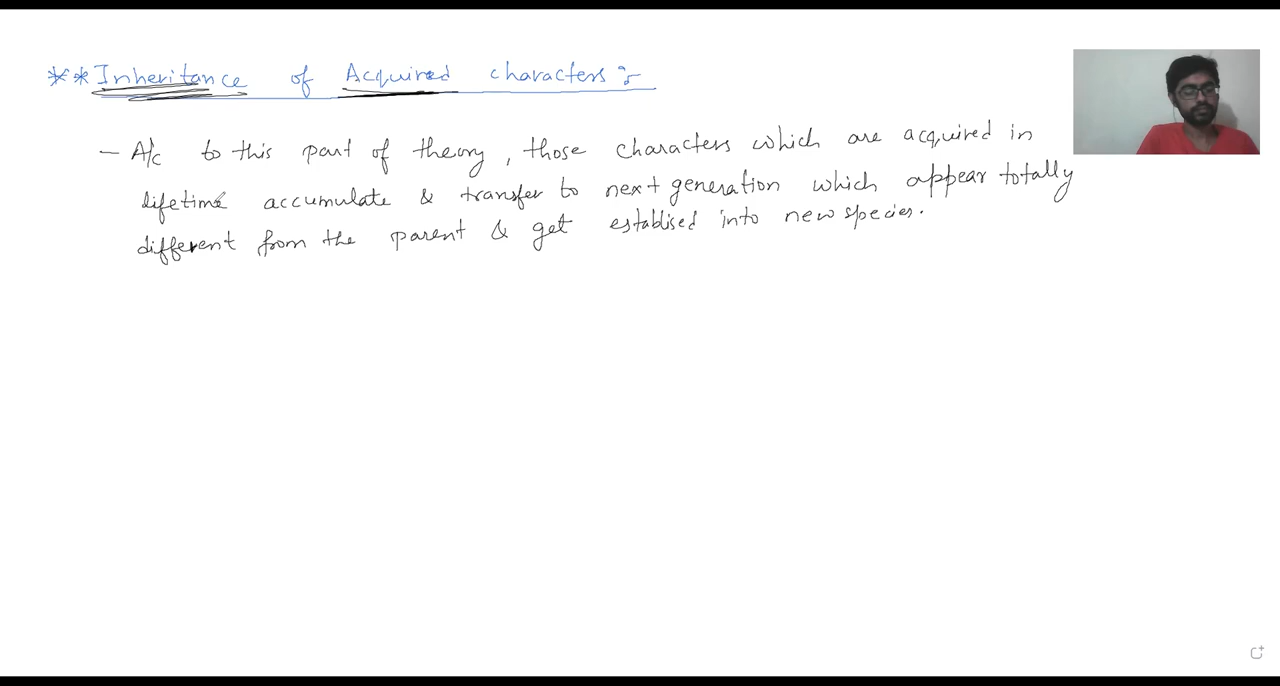 **Inheritance of Acquired characters:-
- A/c to this part of theory, those characters which are acquired in
lifetime accumulate & transfer to next generation which appear totally
different from the parent & get establised into new species.